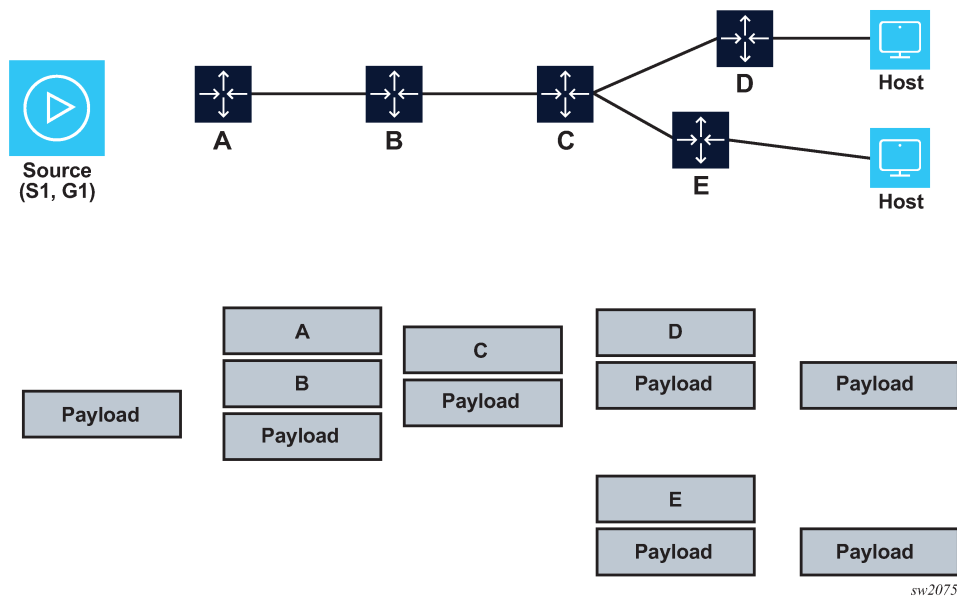 D
Host
A
B
C
Source
(S1, G1)
E
Host
A
B
Payload
C
Payload
D
Payload
Payload
Payload
E
Payload
Payload
sw2075